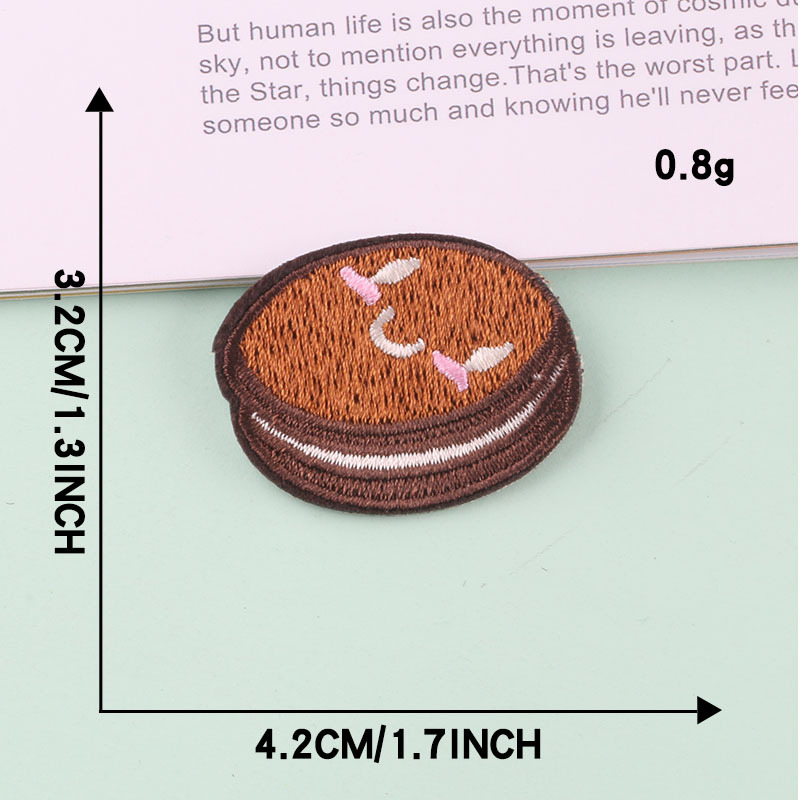 But human life is also the moment of cosmic
sky, not to mention everything is leaving, as
the Star, things change.That's the worst part.
someone so much and knowing he'll never
0.8g
3.2CM/1.3INCH
4.2CM/1.7INCH